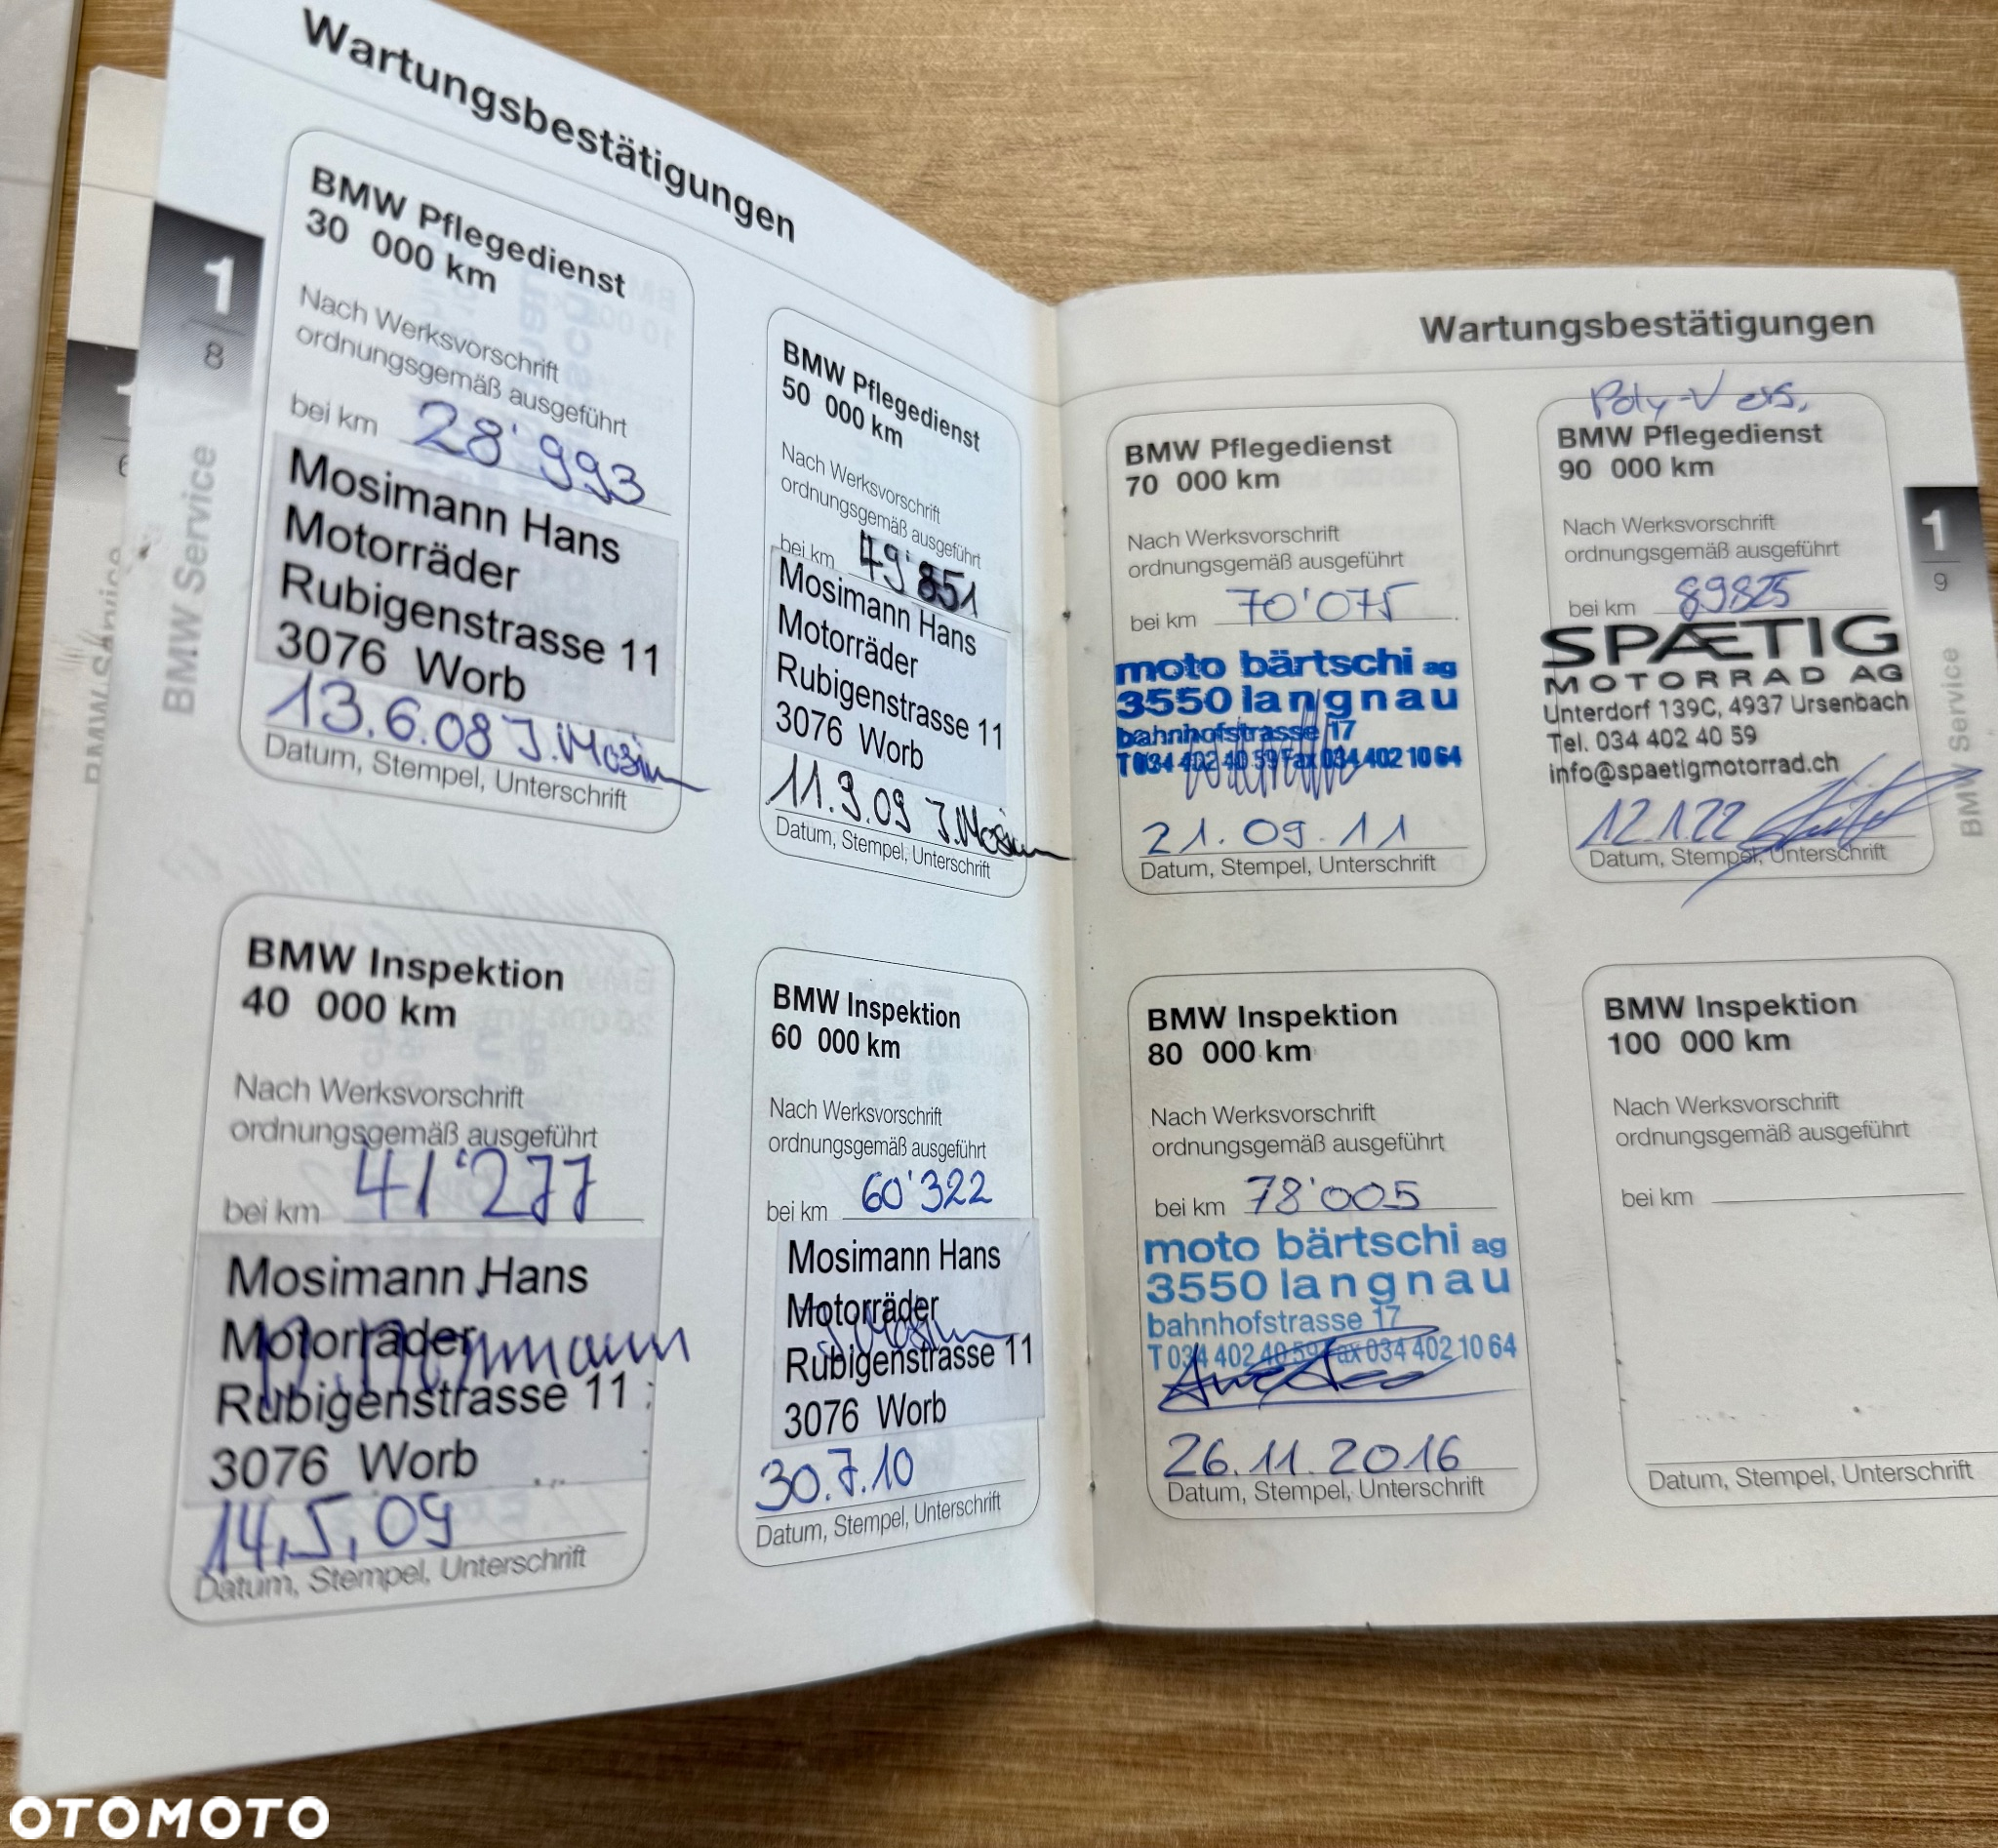 Wartungsbestätigungen
1
8
BMW Service
BMW Pflegedienst
30 000 km
Nach Werksvorschrift
ordnungsgemäß ausgeführt
bei km 28'993
Mosimann Hans
Motorräder
Rubigenstrasse 11
3076 Worb
13.6.08 J. Mosim
Datum, Stempel, Unterschrift
BMW Pflegedienst
50 000 km
Nach Werksvorschrift
ordnungsgemäß ausgeführt
bei km 49'851
Mosimann Hans
Motorräder
Rubigenstrasse 11
3076 Worb
11.9.09 J. Mosim
Datum, Stempel, Unterschrift
BMW Inspektion
40 000 km
Nach Werksvorschrift
ordnungsgemäß ausgeführt
bei km 41'277
Mosimann Hans
Motorräder
Rubigenstrasse 11
3076 Worb
14.5.09
Datum, Stempel, Unterschrift
BMW Inspektion
60 000 km
Nach Werksvorschrift
ordnungsgemäß ausgeführt
bei km 60'322
Mosimann Hans
Motorräder
Rubigenstrasse 11
3076 Worb
30.7.10
Datum, Stempel, Unterschrift
Wartungsbestätigungen
BMW Pflegedienst
70 000 km
Nach Werksvorschrift
ordnungsgemäß ausgeführt
bei km 70'075
moto bärtschi ag
3550 langnau
bahnhofstrasse 17
T 034 402 40 59 Fax 034 402 10 64
21.09.11
Datum, Stempel, Unterschrift
Poly-V ers.
BMW Pflegedienst
90 000 km
Nach Werksvorschrift
ordnungsgemäß ausgeführt
bei km 89825
SPÆTIG
MOTORRAD AG
Unterdorf 139C, 4937 Ursenbach
Tel. 034 402 40 59
info@spaetigmotorrad.ch
12.1.22
Datum, Stempel, Unterschrift
1
9
BMW Service
BMW Inspektion
80 000 km
Nach Werksvorschrift
ordnungsgemäß ausgeführt
bei km 78'005
moto bärtschi ag
3550 langnau
bahnhofstrasse 17
T 034 402 40 59 Fax 034 402 10 64
26.11.2016
Datum, Stempel, Unterschrift
BMW Inspektion
100 000 km
Nach Werksvorschrift
ordnungsgemäß ausgeführt
bei km
Datum, Stempel, Unterschrift
OTOMOTO